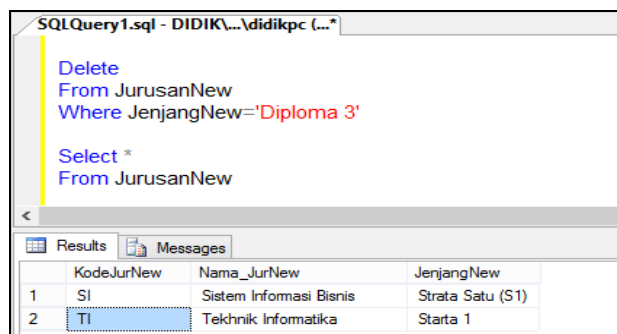 SQLQuery1.sql - DIDIK\...\didikpc (...*
Delete
From JurusanNew
Where JenjangNew='Diploma 3'
Select *
From JurusanNew
Results Messages
KodeJurNew Nama_JurNew JenjangNew
1 SI Sistem Informasi Bisnis Strata Satu (S1)
2 TI Tekhnik Informatika Starta 1